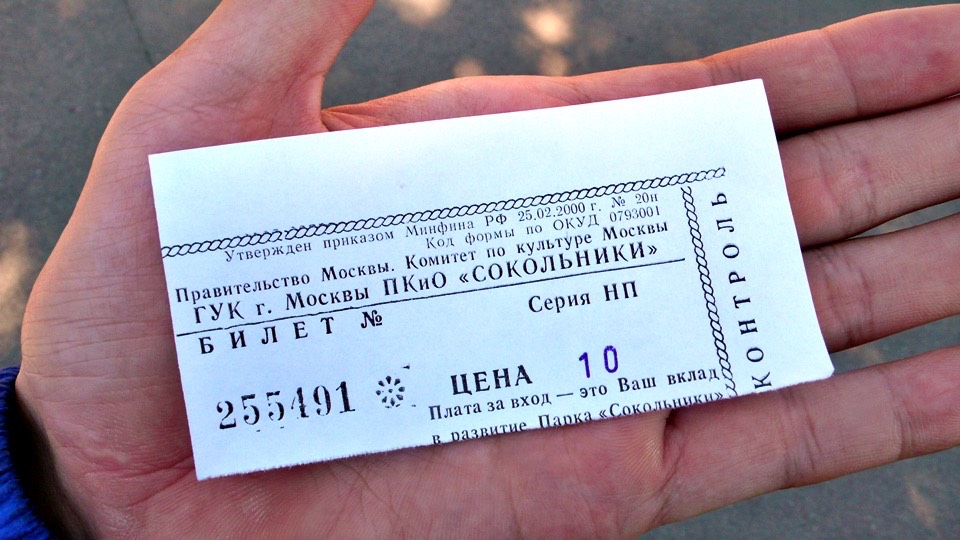 Утвержден приказом Минфина РФ 25.02.2000 г. № 20н
Код формы по ОКУД 0793001
Правительство Москвы. Комитет по культуре Москвы
ГУК г. Москвы ПКиО «СОКОЛЬНИКИ»
БИЛЕТ №
Серия НП
255491
ЦЕНА 10
Плата за вход — это Ваш вклад
в развитие Парка «Сокольники».
КОНТРОЛЬ